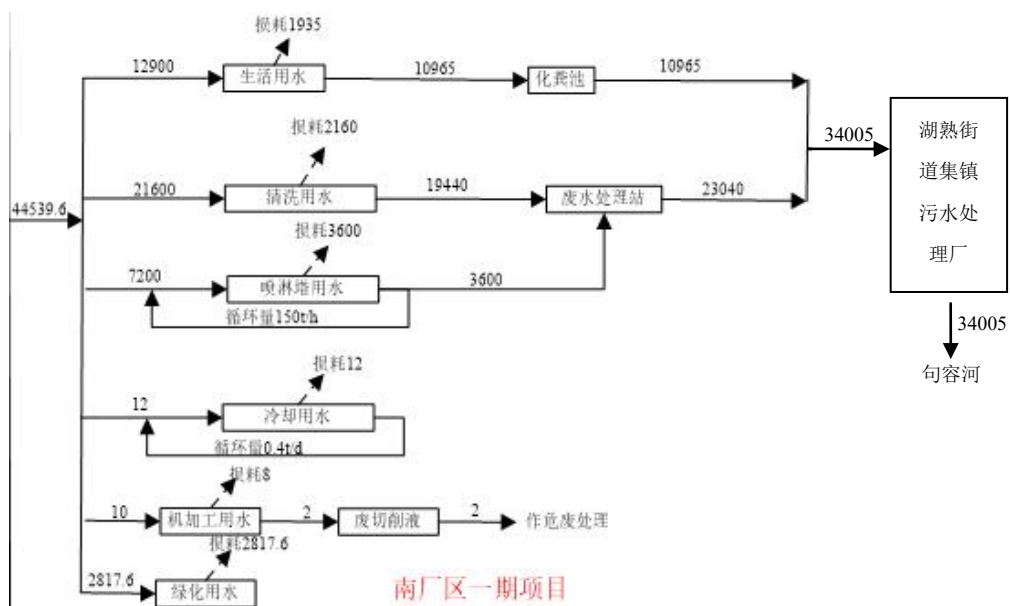 损耗1935
12900
生活用水
10965
化粪池
10965
34005
湖熟街
道集镇
污水处
理厂
损耗2160
21600
清洗用水
19440
废水处理站
23040
44539.6
损耗3600
7200
喷淋塔用水
3600
循环量150t/h
34005
句容河
损耗12
12
冷却用水
循环量0.4t/d
损耗8
10
机加工用水
2
废切削液
2
作危废处理
损耗2817.6
2817.6
绿化用水
南厂区一期项目